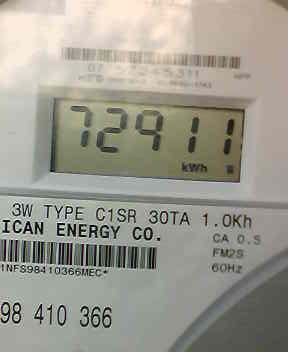 72911
kWh
3W TYPE C1SR 30TA 1.0Kh
ICAN ENERGY CO.
CA 0.5
FM2S
60Hz
1NFS98410366MEC*
98 410 366